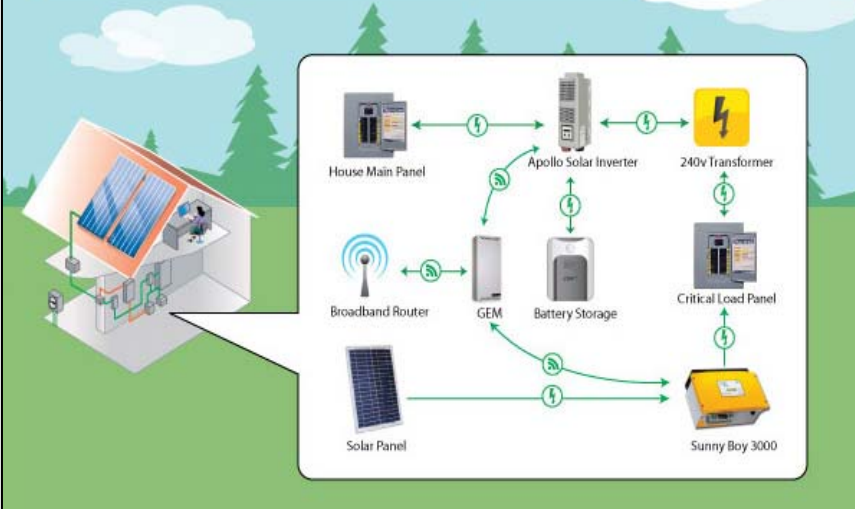 House Main Panel
Apollo Solar Inverter
240v Transformer
Broadband Router
GEM
Battery Storage
Critical Load Panel
Solar Panel
Sunny Boy 3000